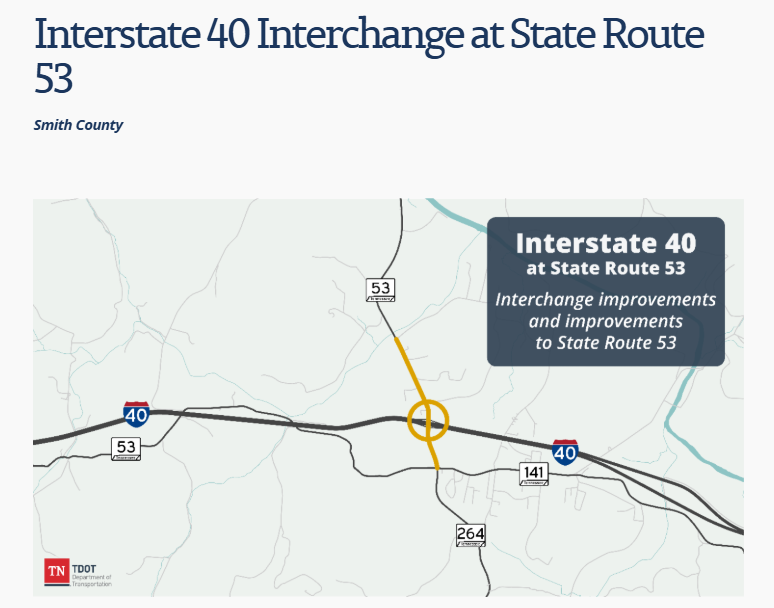 Interstate 40 Interchange at State Route
53
Smith County
Interstate 40
at State Route 53
Interchange improvements
and improvements
to State Route 53
53
40
53
40
141
264
TN
TDOT
Department of
Transportation